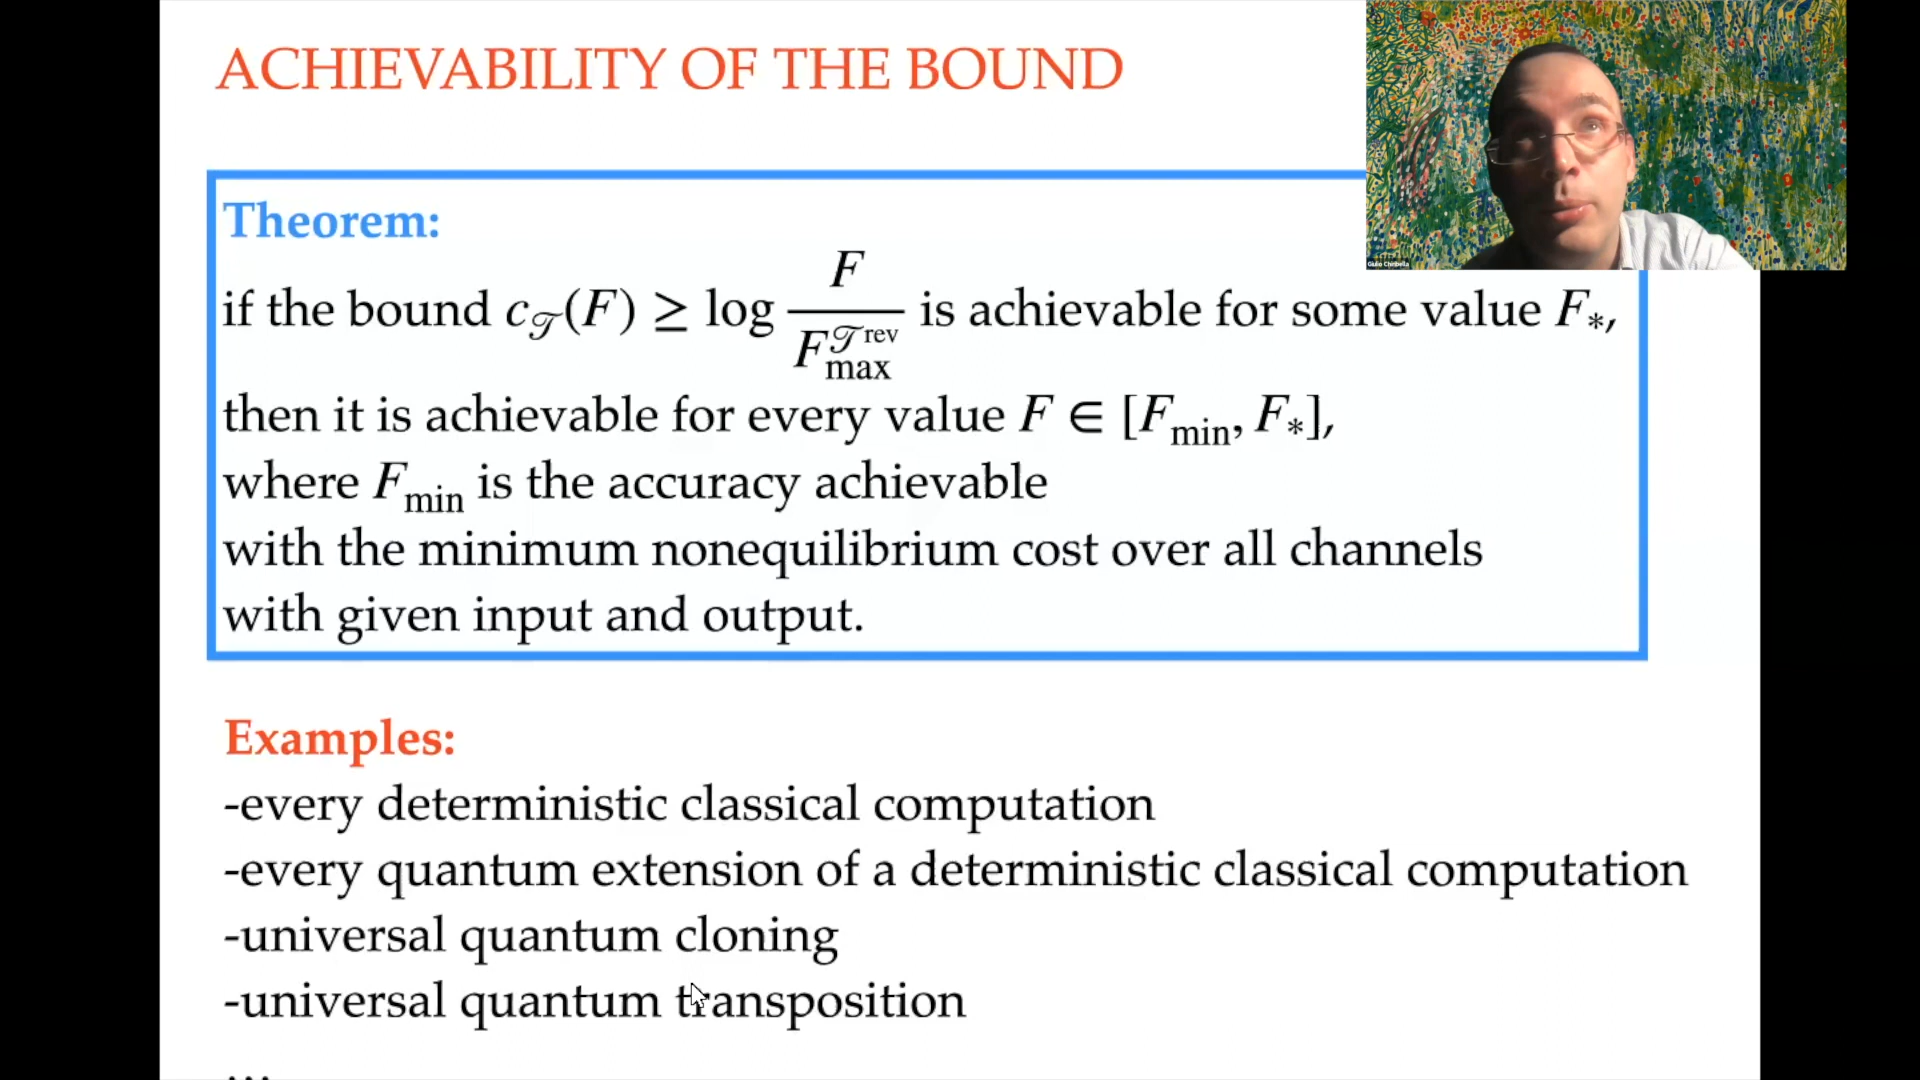 ACHIEVABILITY OF THE BOUND
Giulio Chiribella
Theorem:
if the bound c_𝒯(F) ≥ log F / F_max^{𝒯^rev} is achievable for some value F_*,
then it is achievable for every value F ∈ [F_min, F_*],
where F_min is the accuracy achievable
with the minimum nonequilibrium cost over all channels
with given input and output.
Examples:
-every deterministic classical computation
-every quantum extension of a deterministic classical computation
-universal quantum cloning
-universal quantum transposition
...